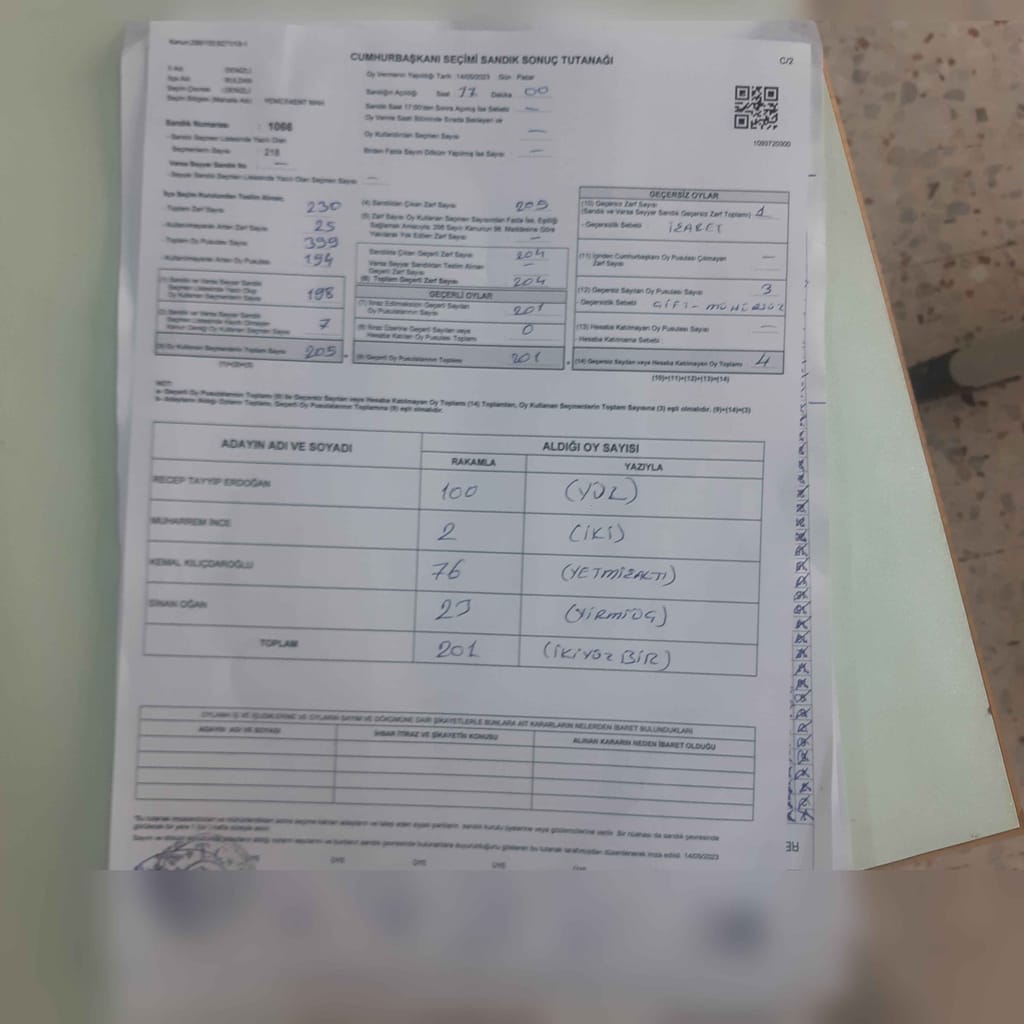 CUMHURBAŞKANI SEÇİMİ SANDIK SONUÇ TUTANAĞI
C/2
İl Adı : DENİZLİ
İlçe Adı : BULDAN
Seçim Çevresi : DENİZLİ
Seçim Bölgesi (Mahalle Adı) : YENİCEKENT MAH.
Oy Vermenin Yapıldığı Tarih : 14/05/2023 Gün : Pazar
Sandığın Açıldığı Saat 17 Dakika 00
Sandık Saat 17:00'den Sonra Açılmış İse Sebebi —
Oy Verme Saati Bitiminde Sırada Bekleyen ve
Oy Kullandırılan Seçmen Sayısı —
Birden Fazla Sayım Döküm Yapılmış İse Sayısı —
1093720300
Sandık Numarası : 1066
- Sandık Seçmen Listesinde Yazılı Olan
Seçmenlerin Sayısı : 218
Varsa Seyyar Sandık No —
- Seyyar Sandık Seçmen Listesinde Yazılı Olan Seçmen Sayısı —
İlçe Seçim Kurulundan Teslim Alınan;
- Toplam Zarf Sayısı 230
- Kullanılmayarak Artan Zarf Sayısı 25
- Toplam Oy Pusulası Sayısı 399
- Kullanılmayarak Artan Oy Pusulası 194
(1) Sandık ve Varsa Seyyar Sandık
Seçmen Listesinde Yazılı Olup
Oy Kullanan Seçmenlerin Sayısı 198
(2) Sandık ve Varsa Seyyar Sandık
Seçmen Listesinde Kayıtlı Olmayan
Kanun Gereği Oy Kullanan Seçmen Sayısı 7
(3) Oy Kullanan Seçmenlerin Toplam Sayısı 205
(1)+(2)=(3)
(4) Sandıktan Çıkan Zarf Sayısı 205
(5) Zarf Sayısı Oy Kullanan Seçmen Sayısından Fazla İse, Eşitliği
Sağlamak Amacıyla; 298 Sayılı Kanunun 98. Maddesine Göre
Yakılarak Yok Edilen Zarf Sayısı —
Sandıkta Çıkan Geçerli Zarf Sayısı 204
Varsa Seyyar Sandıktan Teslim Alınan
Geçerli Zarf Sayısı —
(6) Toplam Geçerli Zarf Sayısı 204
GEÇERLİ OYLAR
(7) İtiraz Edilmeksizin Geçerli Sayılan
Oy Pusulalarının Sayısı 201
(8) İtiraz Üzerine Geçerli Sayılan veya
Hesaba Katılan Oy Pusulası Toplamı 0
(9) Geçerli Oy Pusulalarının Toplamı 201
GEÇERSİZ OYLAR
(10) Geçersiz Zarf Sayısı
(Sandık ve Varsa Seyyar Sandık Geçersiz Zarf Toplamı) 1
- Geçersizlik Sebebi : İŞARET
(11) İçinden Cumhurbaşkanı Oy Pusulası Çıkmayan
Zarf Sayısı —
(12) Geçersiz Sayılan Oy Pusulası Sayısı 3
- Geçersizlik Sebebi : ÇİFT - MÜHÜRSÜZ
(13) Hesaba Katılmayan Oy Pusulası Sayısı —
- Hesaba Katılmama Sebebi :
(14) Geçersiz Sayılan veya Hesaba Katılmayan Oy Toplamı 4
(10)+(11)+(12)+(13)=(14)
NOT:
a- Geçerli Oy Pusulalarının Toplamı (9) ile Geçersiz Sayılan veya Hesaba Katılmayan Oy Toplamı (14) Toplamları, Oy Kullanan Seçmenlerin Toplam Sayısına (3) eşit olmalıdır. (9)+(14)=(3)
b- Adayların Aldığı Oyların Toplamı, Geçerli Oy Pusulalarının Toplamına (9) eşit olmalıdır.
ADAYIN ADI VE SOYADI ALDIĞI OY SAYISI
RAKAMLA YAZIYLA
RECEP TAYYİP ERDOĞAN 100 (YÜZ)
MUHARREM İNCE 2 (İKİ)
KEMAL KILIÇDAROĞLU 76 (YETMİŞALTI)
SİNAN OĞAN 23 (YİRMİÜÇ)
TOPLAM 201 (İKİYÜZ BİR)
OYLARIN İŞ VE İŞLEMLERİNE VE OYLARIN SAYIM VE DÖKÜMÜNE DAİR ŞİKAYETLERLE BUNLARA AİT KARARLARIN NELERDEN İBARET BULUNDUKLARI
ADAYIN ADI VE SOYADI İHBAR İTİRAZ VE ŞİKAYETİN KONUSU ALINAN KARARIN NEDEN İBARET OLDUĞU
ÜYE ÜYE ÜYE ÜYE ÜYE